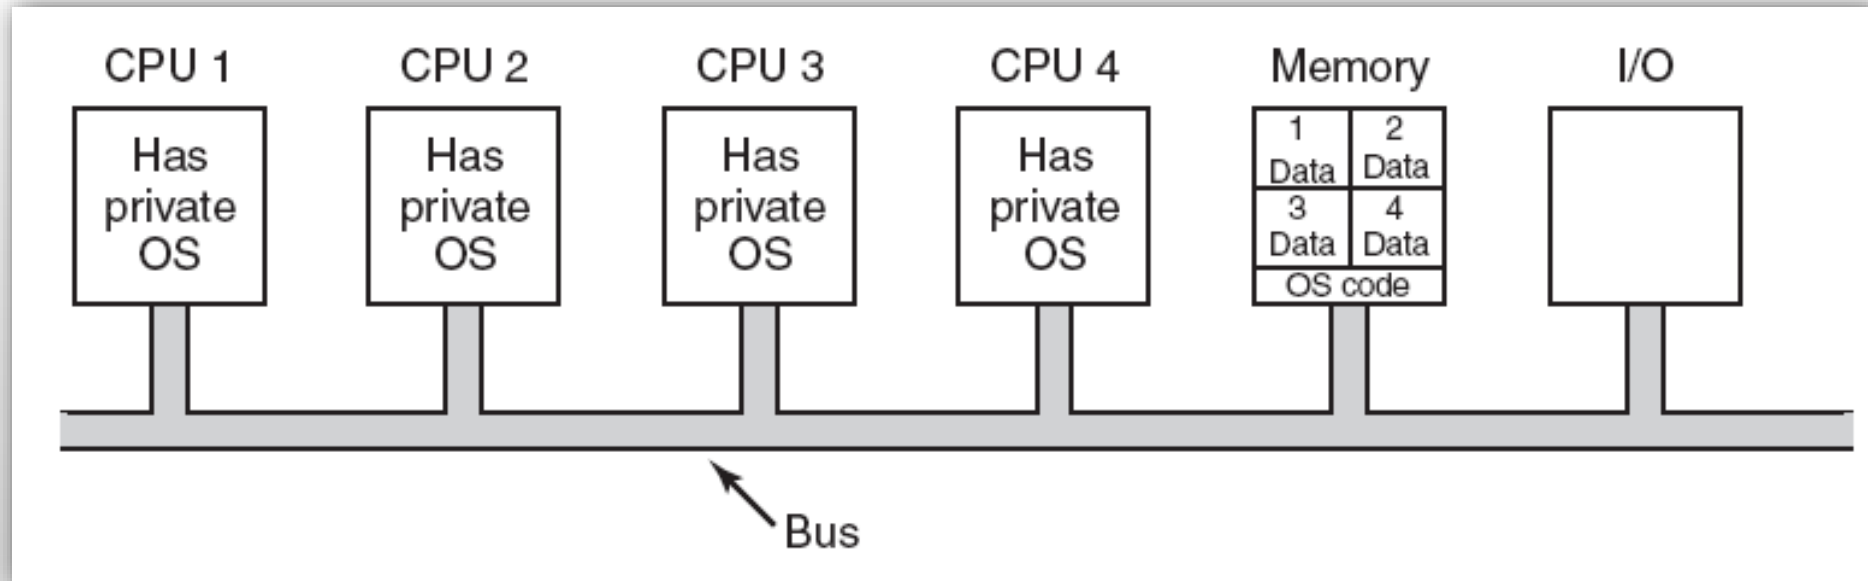 CPU 1
CPU 2
CPU 3
CPU 4
Memory
I/O
Has
private
OS
Has
private
OS
Has
private
OS
Has
private
OS
1
Data
2
Data
3
Data
4
Data
OS code
Bus